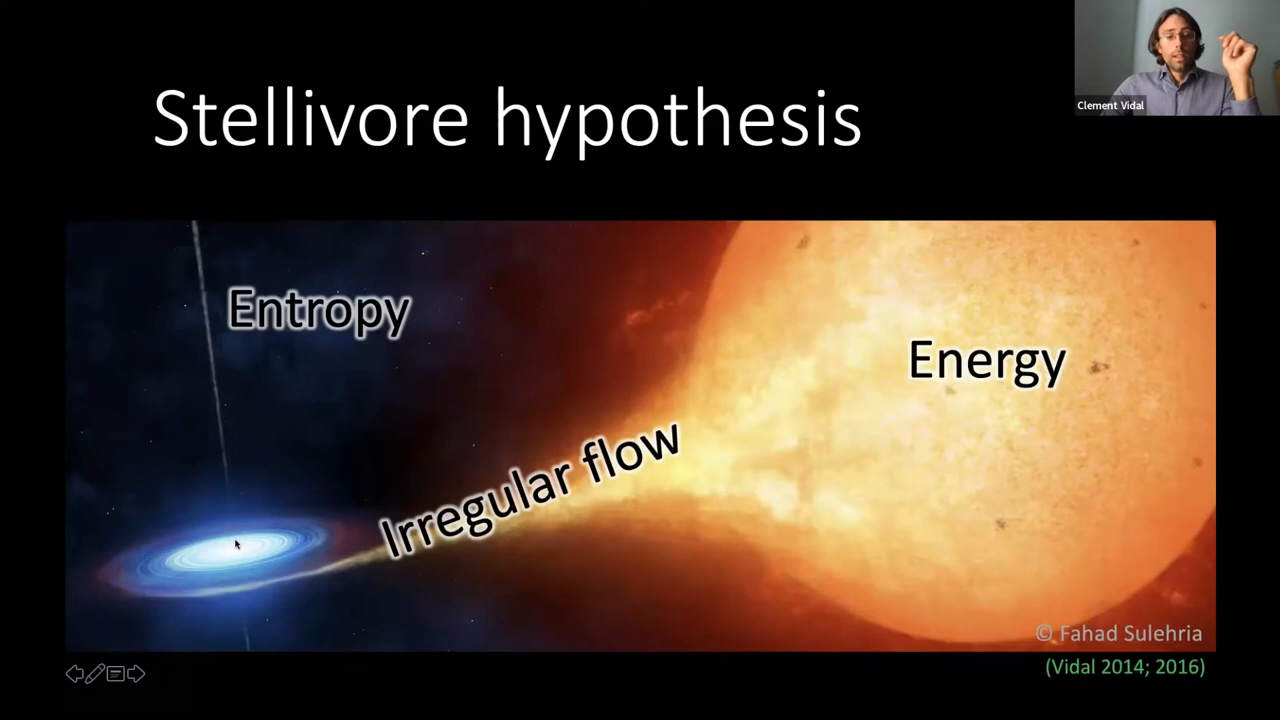 Stellivore hypothesis
Clement Vidal
Entropy
Energy
Irregular flow
© Fahad Sulehria
(Vidal 2014; 2016)